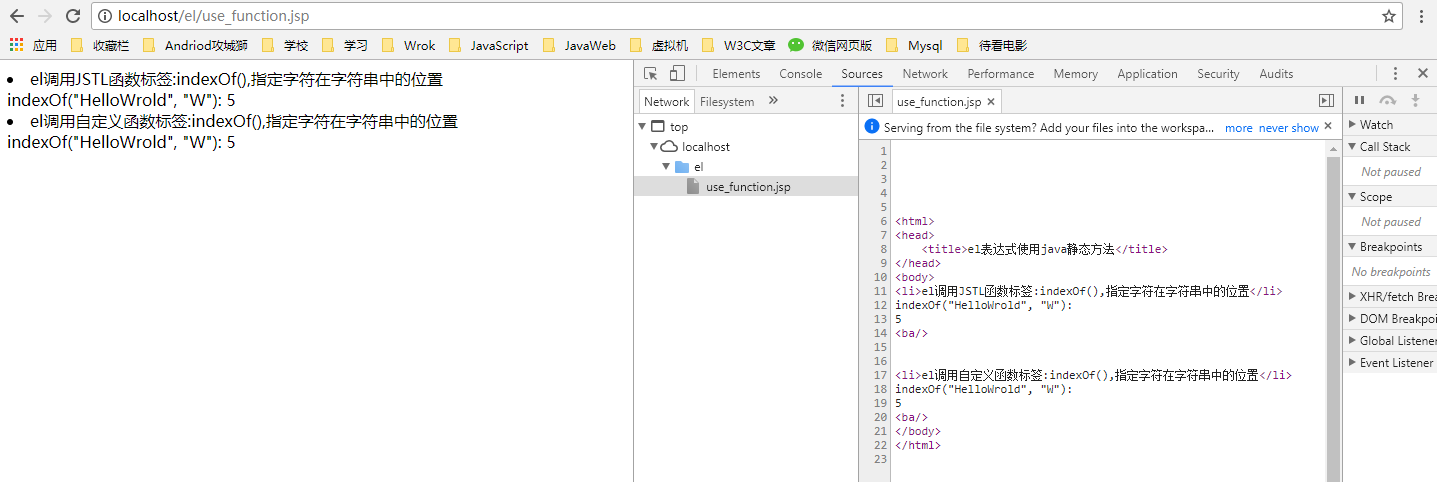 localhost/el/use_function.jsp
应用 收藏栏 Andriod攻城狮 学校 学习 Wrok JavaScript JavaWeb 虚拟机 W3C文章 微信网页版 Mysql 待看电影
el调用JSTL函数标签:indexOf(),指定字符在字符串中的位置
indexOf("HelloWrold", "W"): 5
el调用自定义函数标签:indexOf(),指定字符在字符串中的位置
indexOf("HelloWrold", "W"): 5
Elements Console Sources Network Performance Memory Application Security Audits
Network Filesystem
top
localhost
el
use_function.jsp
use_function.jsp
Serving from the file system? Add your files into the workspa... more never show
1
2
3
4
5
6 <html>
7 <head>
8 <title>el表达式使用java静态方法</title>
9 </head>
10 <body>
11 <li>el调用JSTL函数标签:indexOf(),指定字符在字符串中的位置</li>
12 indexOf("HelloWrold", "W"):
13 5
14 <ba/>
15
16
17 <li>el调用自定义函数标签:indexOf(),指定字符在字符串中的位置</li>
18 indexOf("HelloWrold", "W"):
19 5
20 <ba/>
21 </body>
22 </html>
23
Watch
Call Stack
Not paused
Scope
Not paused
Breakpoints
No breakpoints
XHR/fetch Brea
DOM Breakpoi
Global Listener
Event Listener